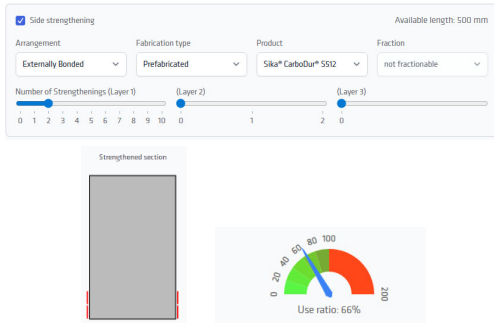 Side strengthening
Available length: 500 mm
Arrangement
Fabrication type
Product
Fraction
Externally Bonded
Prefabricated
Sika® CarboDur® S512
not fractionable
Number of Strengthenings (Layer 1)
(Layer 2)
(Layer 3)
0 1 2 3 4 5 6 7 8 9 10
0 1 2
0
Strengthened section
0 20 40 60 80 100 200
Use ratio: 66%